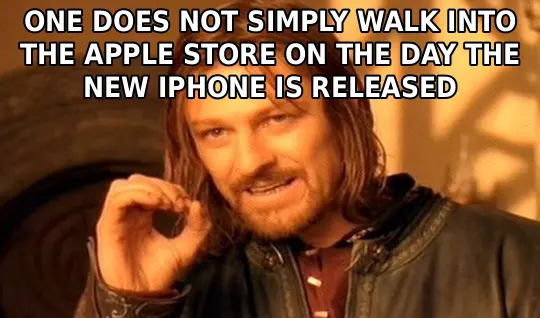 ONE DOES NOT SIMPLY WALK INTO
THE APPLE STORE ON THE DAY THE
NEW IPHONE IS RELEASED